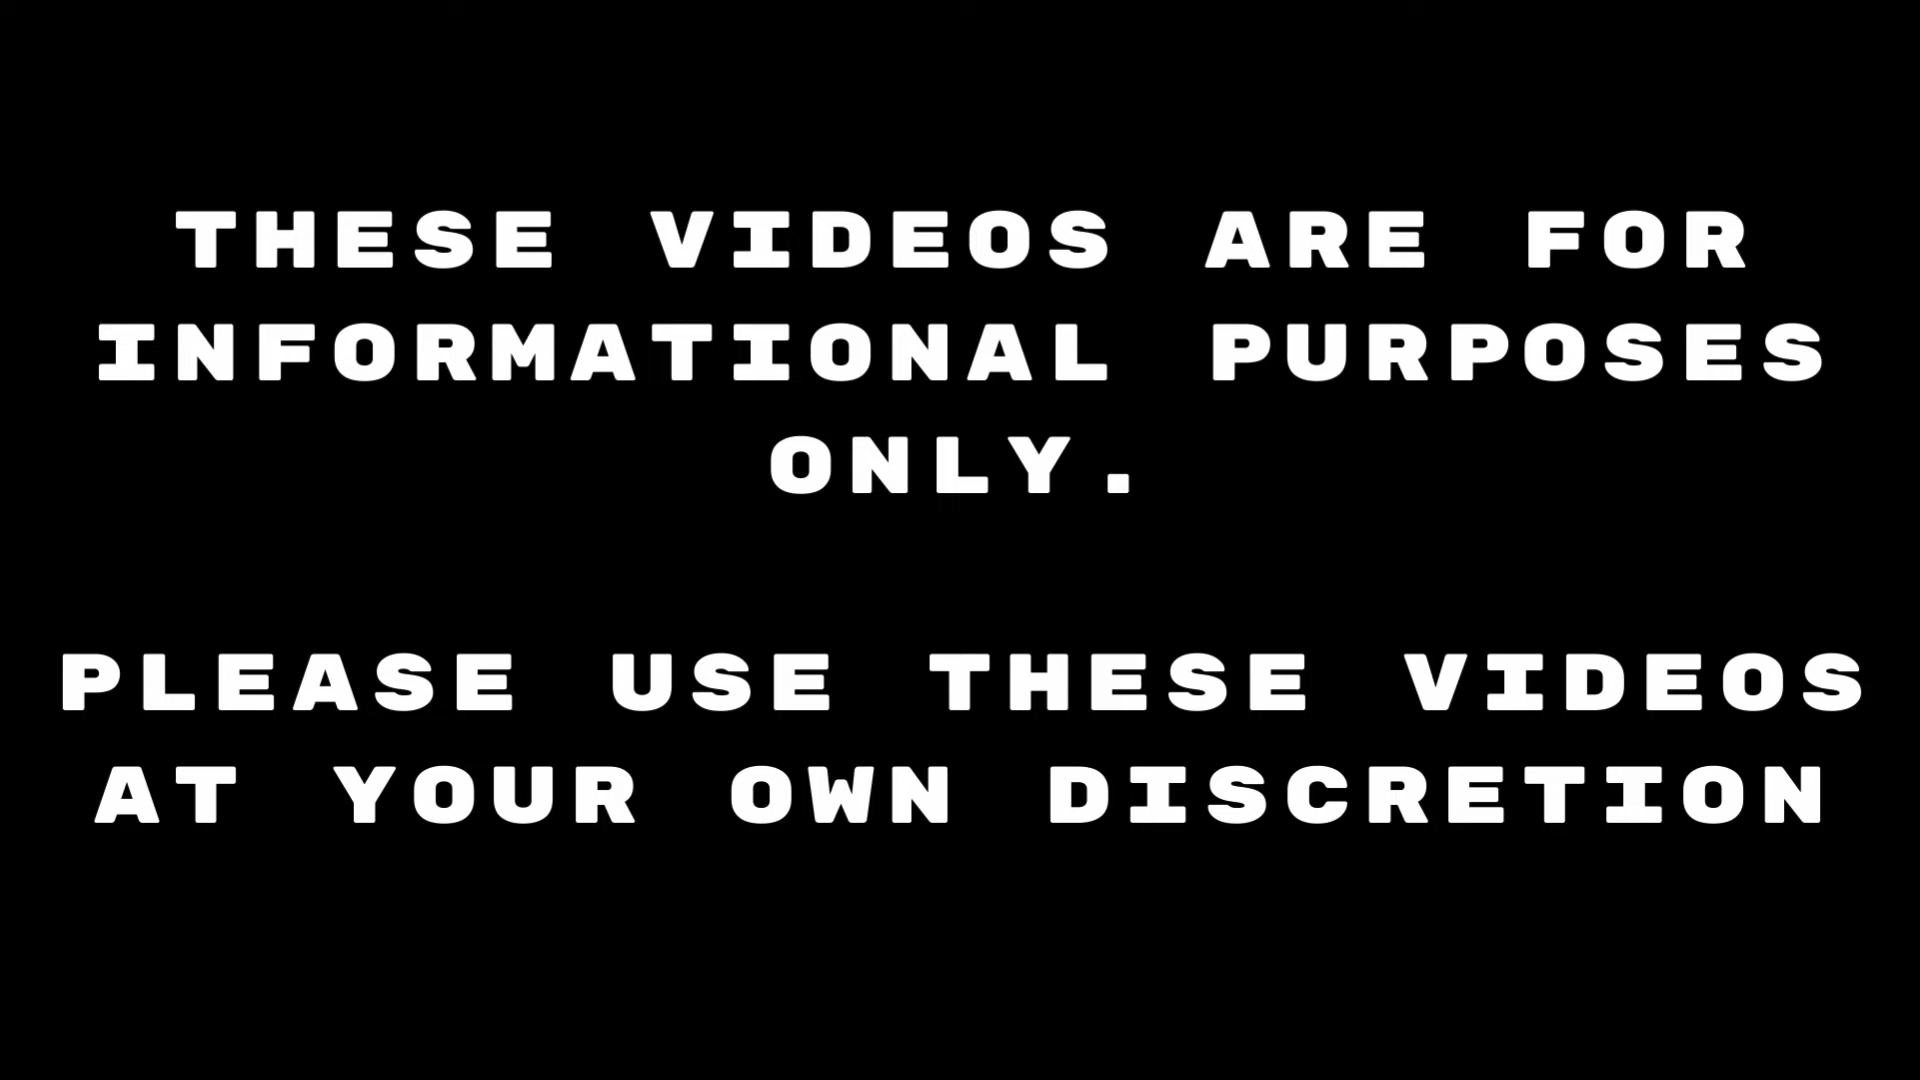 THESE VIDEOS ARE FOR
INFORMATIONAL PURPOSES
ONLY.
PLEASE USE THESE VIDEOS
AT YOUR OWN DISCRETION